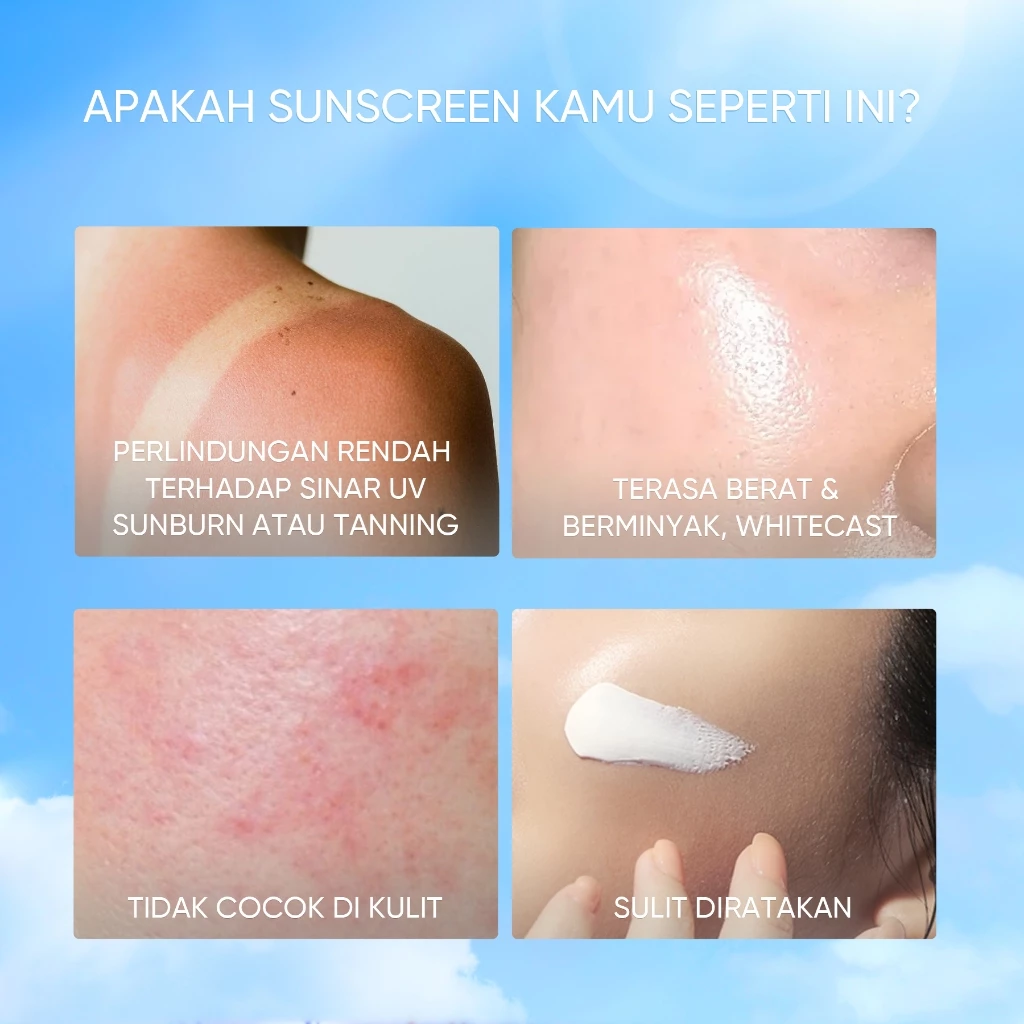 APAKAH SUNSCREEN KAMU SEPERTI INI?
PERLINDUNGAN RENDAH
TERHADAP SINAR UV
SUNBURN ATAU TANNING
TERASA BERAT &
BERMINYAK, WHITECAST
TIDAK COCOK DI KULIT
SULIT DIRATAKAN